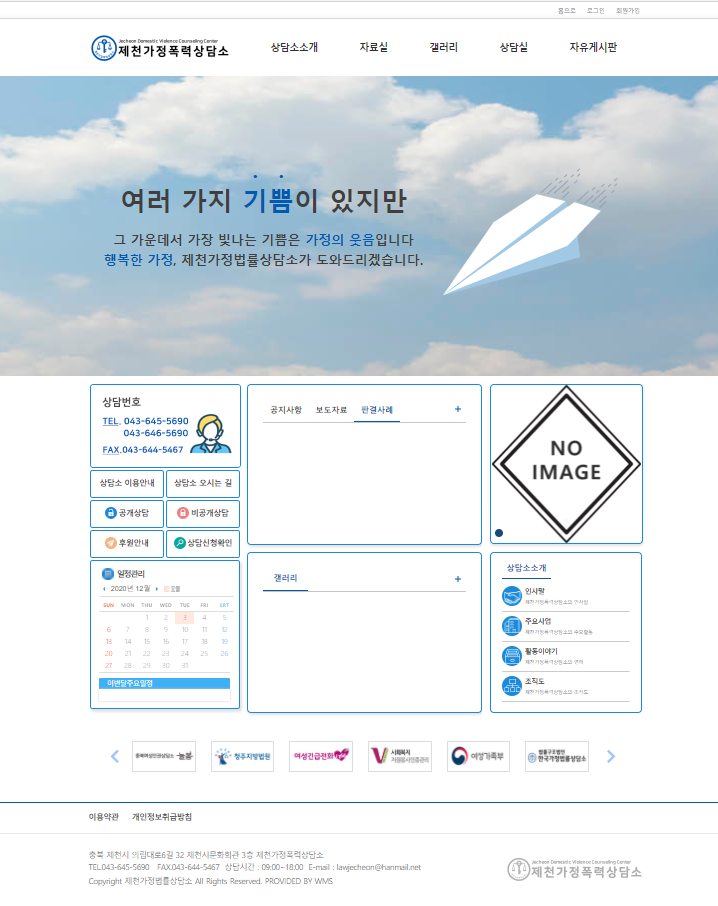 홈으로 로그인 회원가입
Jecheon Domestic Violence Counseling Center
제천가정폭력상담소
상담소소개 자료실 갤러리 상담실 자유게시판
여러 가지 기쁨이 있지만
그 가운데서 가장 빛나는 기쁨은 가정의 웃음입니다
행복한 가정, 제천가정법률상담소가 도와드리겠습니다.
상담번호
TEL. 043-645-5690
043-646-5690
FAX.043-644-5467
상담소 이용안내 상담소 오시는 길
공개상담 비공개상담
후원안내 상담신청확인
일정관리
2020년 12월 오늘
SUN MON THU WED TUE FRI SET
1 2 3 4 5
6 7 8 9 10 11 12
13 14 15 16 17 18 19
20 21 22 23 24 25 26
27 28 29 30 31
이번달주요일정
공지사항 보도자료 판결사례 +
갤러리 +
NO
IMAGE
상담소소개
인사말
제천가정폭력상담소의 인사말
주요사업
제천가정폭력상담소의 주요활동
활동이야기
제천가정폭력상담소의 연혁
조직도
제천가정폭력상담소의 조직도
충북여성인권상담소 늘봄
청주지방법원
여성긴급전화
사회복지
자원봉사인증관리
여성가족부
법률구조법인
한국가정법률상담소
이용약관 개인정보취급방침
충북 제천시 의림대로6길 32 제천시문화회관 3층 제천가정폭력상담소
TEL.043-645-5690 FAX.043-644-5467 상담시간 : 09:00~18:00 E-mail : lawjecheon@hanmail.net
Copyright 제천가정법률상담소 All Rights Reserved. PROVIDED BY WMS
Jecheon Domestic Violence Counseling Center
제천가정폭력상담소